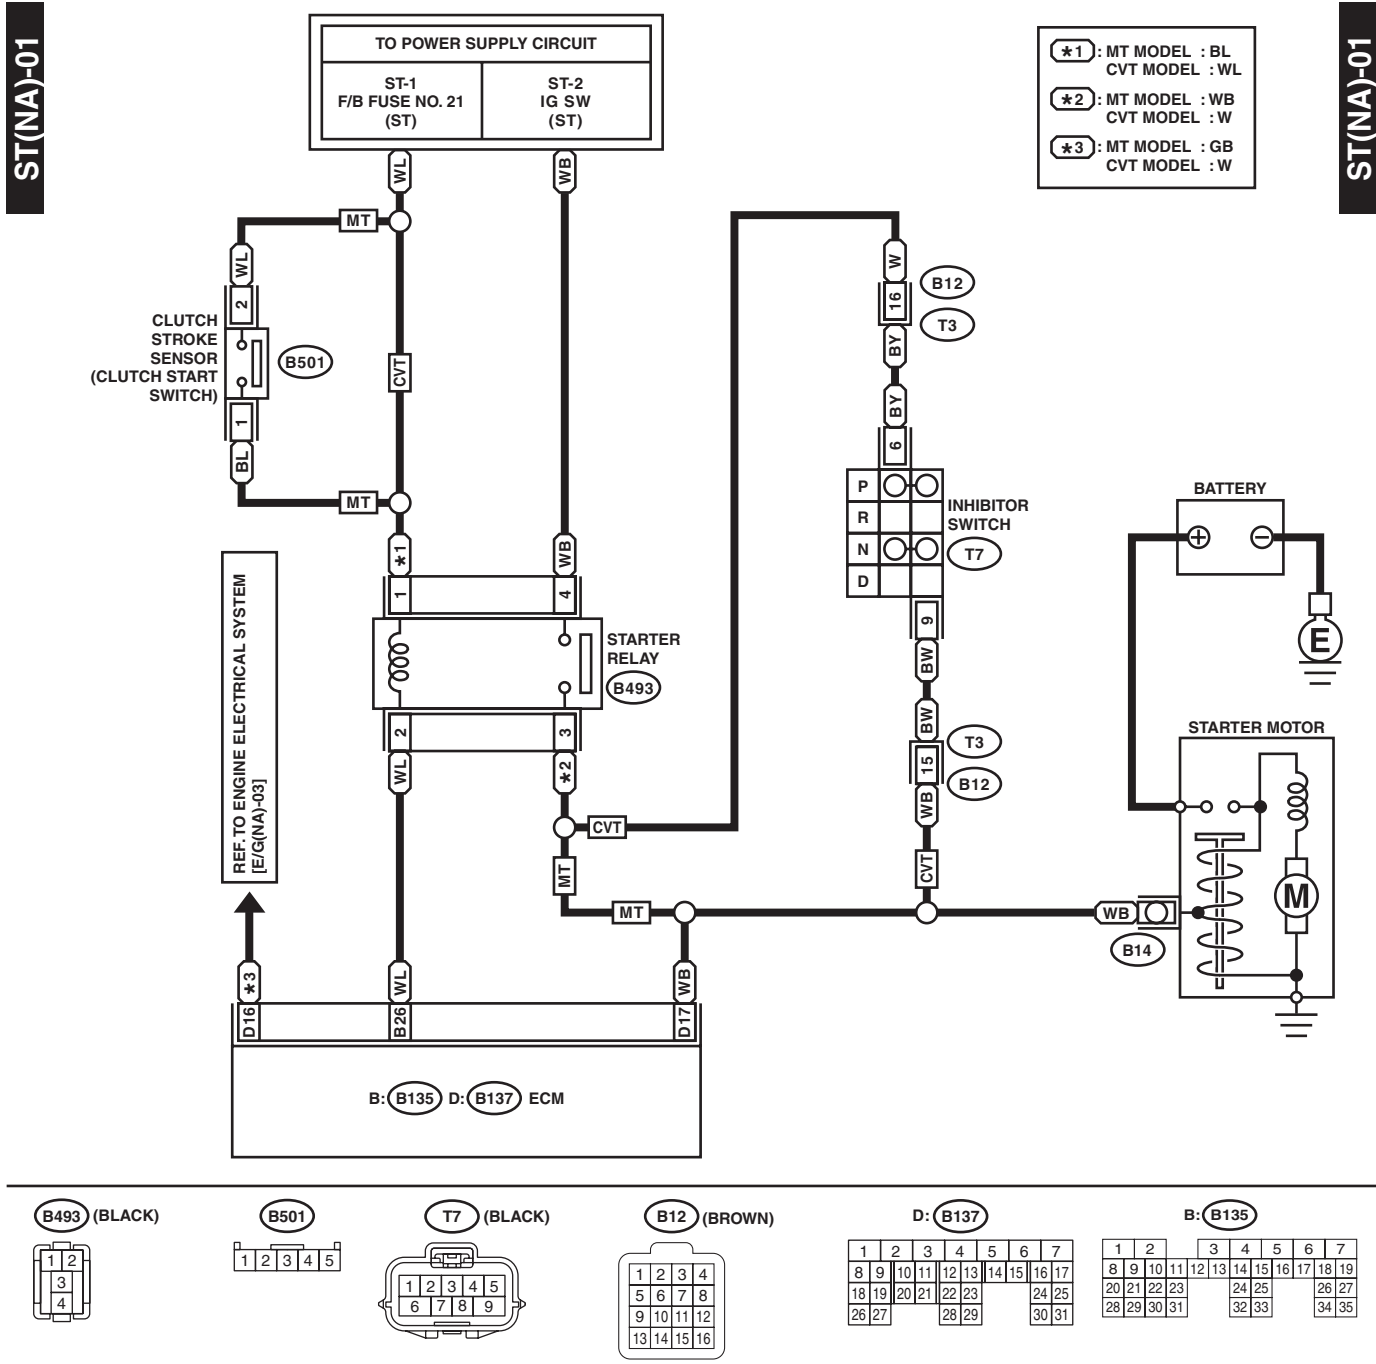 ST(NA)-01
ST(NA)-01
TO POWER SUPPLY CIRCUIT
ST-1
F/B FUSE NO. 21
(ST)
ST-2
IG SW
(ST)
*1 : MT MODEL : BL
CVT MODEL : WL
*2 : MT MODEL : WB
CVT MODEL : W
*3 : MT MODEL : GB
CVT MODEL : W
WL
WB
MT
WL
2
CLUTCH
STROKE
SENSOR
(CLUTCH START
SWITCH)
B501
1
BL
MT
CVT
*1
WB
1
4
STARTER
RELAY
B493
2
3
WL
*2
CVT
MT
MT
W
16
B12
T3
BY
BY
6
P
R
N
D
INHIBITOR
SWITCH
T7
9
BW
BW
T3
15
B12
WB
CVT
BATTERY
+
−
E
STARTER MOTOR
M
WB
B14
REF. TO ENGINE ELECTRICAL SYSTEM
[E/G(NA)-03]
*3
WL
WB
D16
B26
D17
B: B135 D: B137 ECM
B493 (BLACK)
1 2
3
4
B501
1 2 3 4 5
T7 (BLACK)
1 2 3 4 5
6 7 8 9
B12 (BROWN)
1 2 3 4
5 6 7 8
9 10 11 12
13 14 15 16
D: B137
1 2 3 4 5 6 7
8 9 10 11 12 13 14 15 16 17
18 19 20 21 22 23 24 25
26 27 28 29 30 31
B: B135
1 2 3 4 5 6 7
8 9 10 11 12 13 14 15 16 17 18 19
20 21 22 23 24 25 26 27
28 29 30 31 32 33 34 35